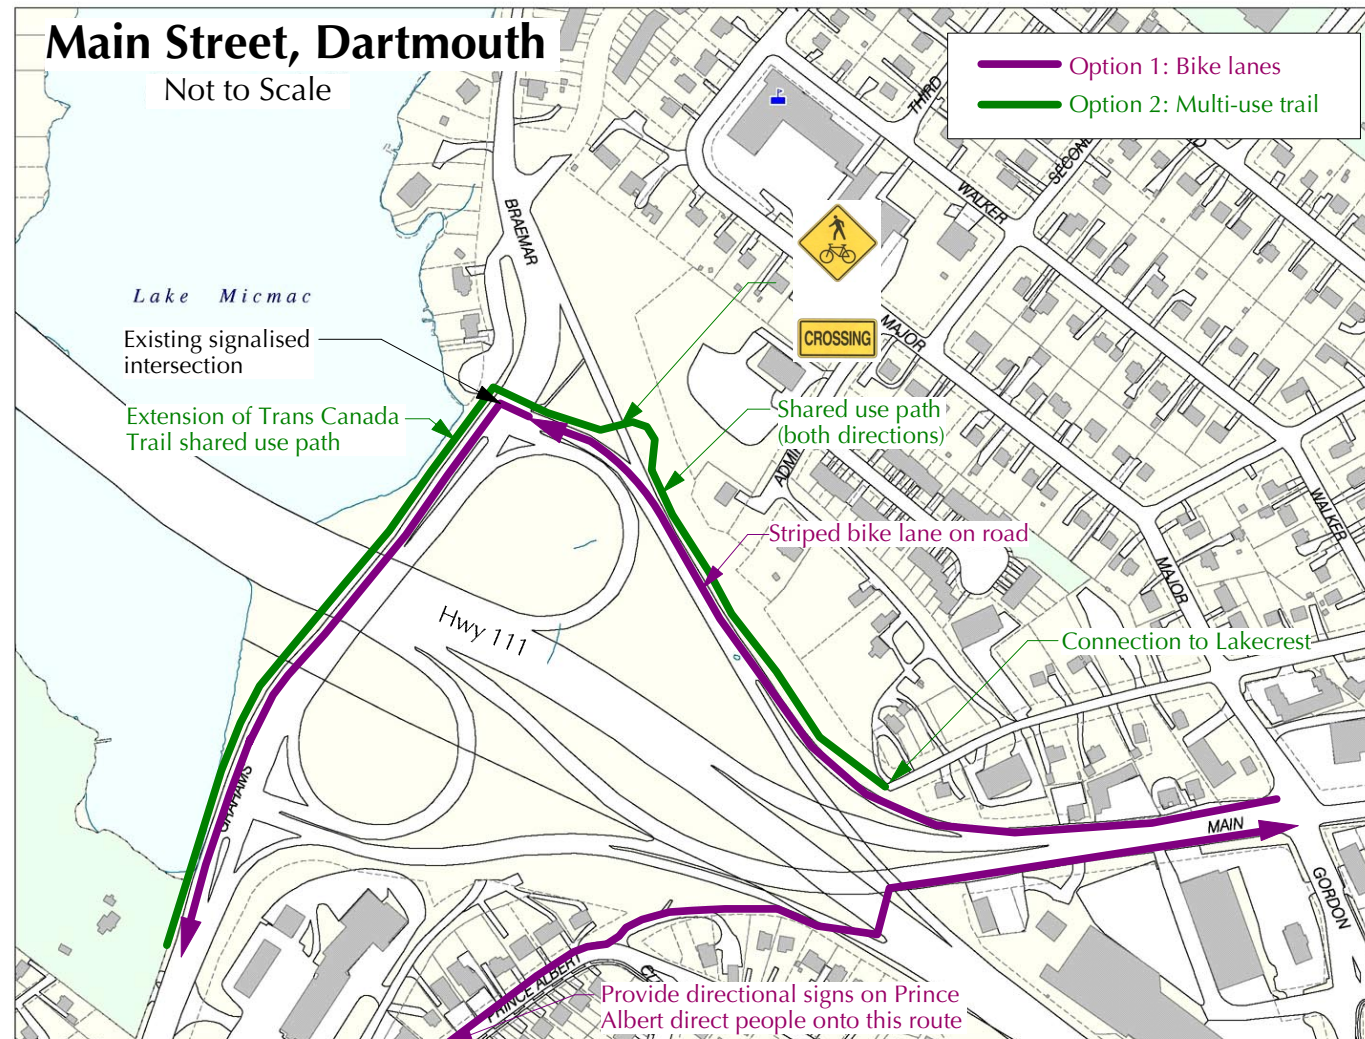 Main Street, Dartmouth
Not to Scale
Option 1: Bike lanes
Option 2: Multi-use trail
THIRD
SECOND
WALKER
BRAEMAR
Lake Micmac
CROSSING
MAJOR
Existing signalised
intersection
Extension of Trans Canada
Trail shared use path
Shared use path
(both directions)
WALKER
Striped bike lane on road
MAJOR
Hwy 111
Connection to Lakecrest
GRAHAMS
MAIN
GORDON
PRINCE ALBERT
Provide directional signs on Prince
Albert direct people onto this route